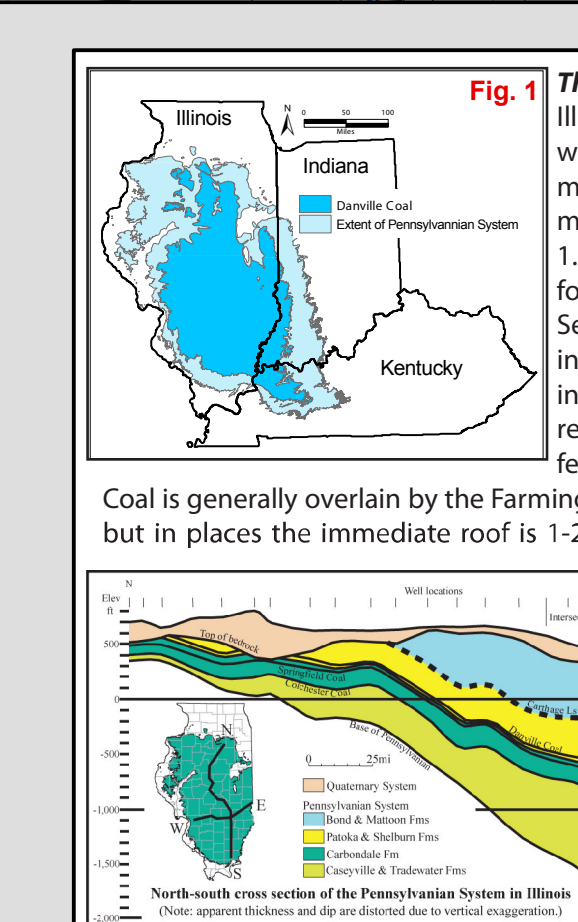 Fig. 1
Illinois
N
0 50 100
Miles
Indiana
Danville Coal
Extent of Pennsylvannian System
Kentucky
Th
Ill
w
m
m
1.
fo
Se
in
in
re
fe
Coal is generally overlain by the Farming
but in places the immediate roof is 1-2
N
Well locations
Elev
ft
Interse
500
0
-500
-1,000
-1,500
-2,000
Top of bedrock
Springfield Coal
Colchester Coal
Base of Pennsylvanian
Carthage Ls
Danville Coal
N
E
W
S
0 25mi
Quaternary System
Pennsylvanian System
Bond & Mattoon Fms
Patoka & Shelburn Fms
Carbondale Fm
Caseyville & Tradewater Fms
North-south cross section of the Pennsylvanian System in Illinois
(Note: apparent thickness and dip are distorted due to vertical exaggeration.)